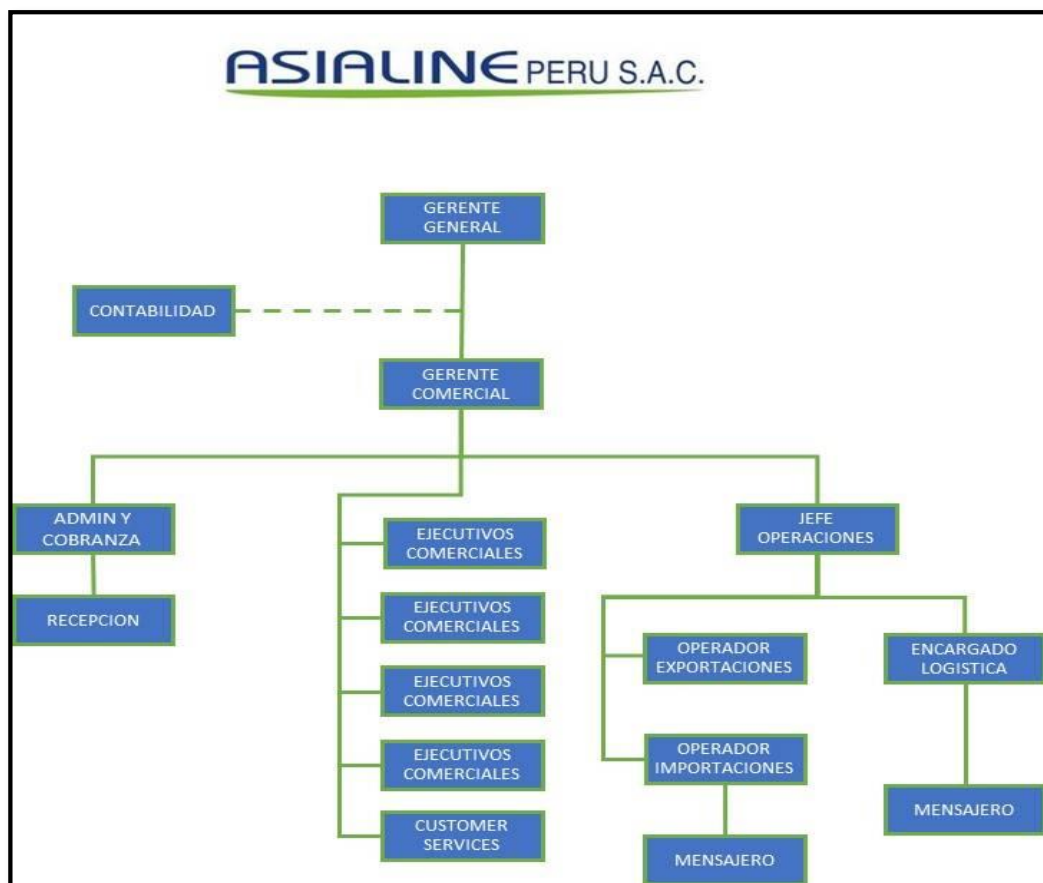 ASIALINE PERU S.A.C.
GERENTE
GENERAL
CONTABILIDAD
GERENTE
COMERCIAL
ADMIN Y
COBRANZA
RECEPCION
EJECUTIVOS
COMERCIALES
EJECUTIVOS
COMERCIALES
EJECUTIVOS
COMERCIALES
EJECUTIVOS
COMERCIALES
CUSTOMER
SERVICES
JEFE
OPERACIONES
OPERADOR
EXPORTACIONES
OPERADOR
IMPORTACIONES
MENSAJERO
ENCARGADO
LOGISTICA
MENSAJERO